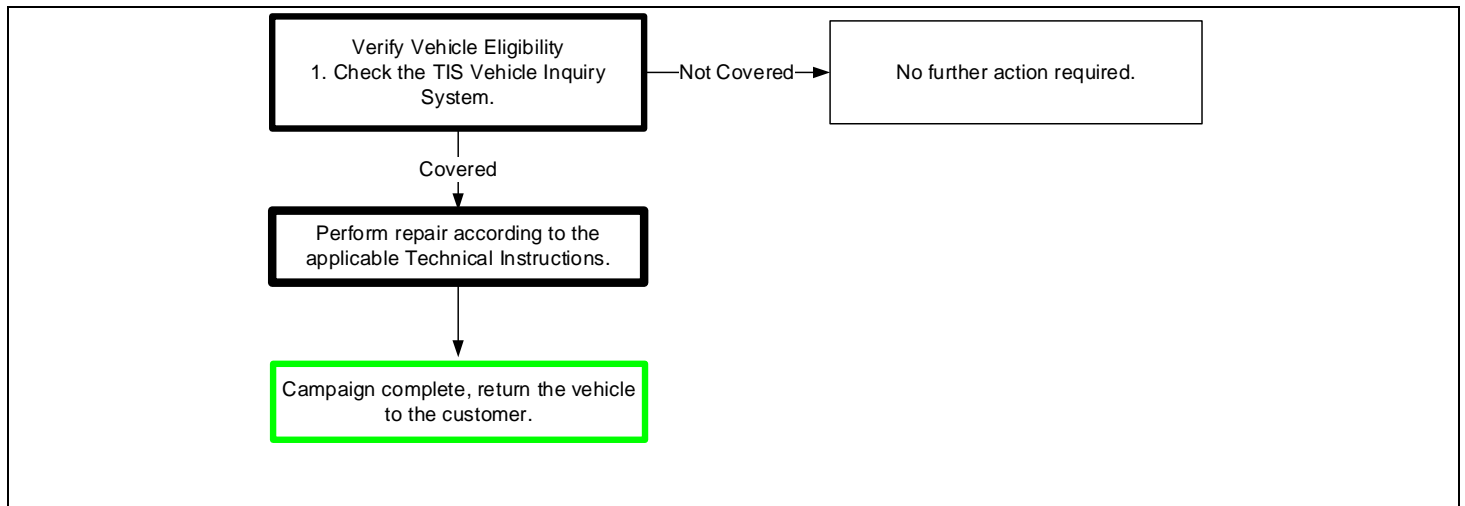 Verify Vehicle Eligibility
1. Check the TIS Vehicle Inquiry
System.
Not Covered
No further action required.
Covered
Perform repair according to the
applicable Technical Instructions.
Campaign complete, return the vehicle
to the customer.